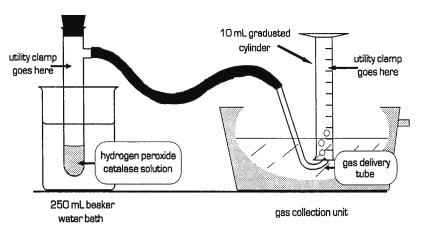 utility clamp
goes here
10 mL graduated
cylinder
utility clamp
goes here
hydrogen peroxide
catalase solution
gas delivery
tube
250 mL beaker
water bath
gas collection unit